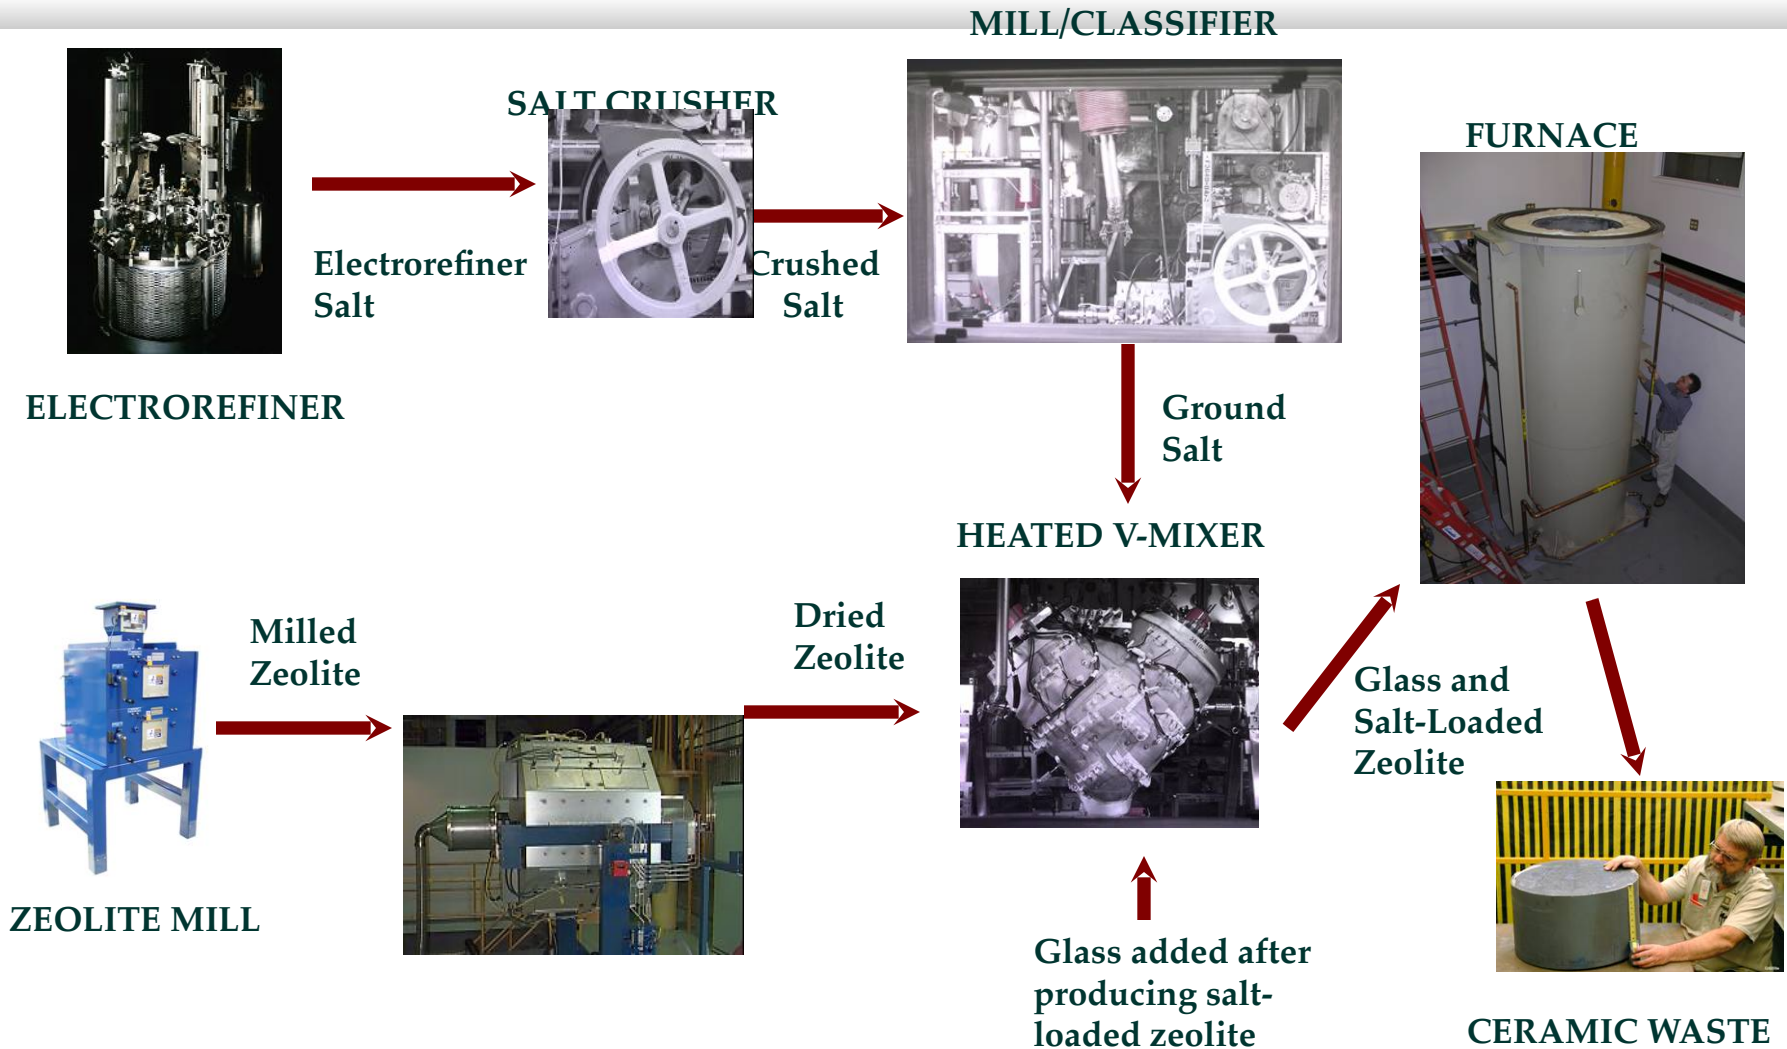 MILL/CLASSIFIER
SALT CRUSHER
FURNACE
Electrorefiner
Salt
Crushed
Salt
ELECTROREFINER
Ground
Salt
HEATED V-MIXER
Milled
Zeolite
Dried
Zeolite
Glass and
Salt-Loaded
Zeolite
ZEOLITE MILL
Glass added after
producing salt-
loaded zeolite
CERAMIC WASTE